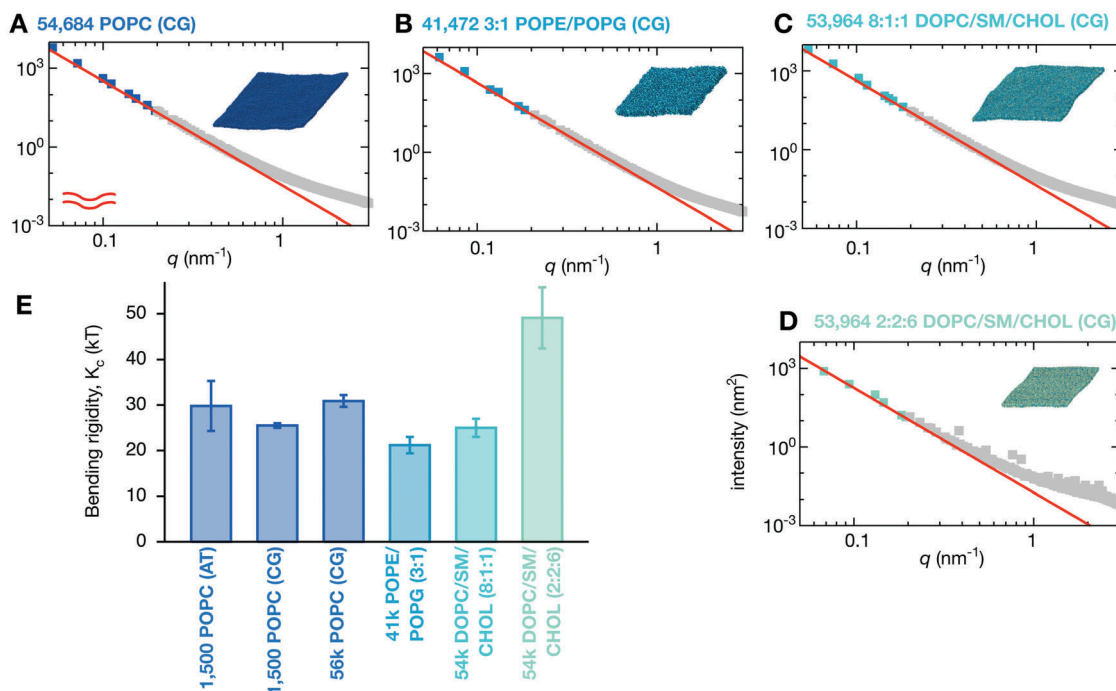 A 54,684 POPC (CG)
10³
10⁰
10⁻³
0.1
1
q (nm⁻¹)
B 41,472 3:1 POPE/POPG (CG)
10³
10⁰
10⁻³
0.1
1
q (nm⁻¹)
C 53,964 8:1:1 DOPC/SM/CHOL (CG)
10³
10⁰
10⁻³
0.1
1
q (nm⁻¹)
E
Bending rigidity, K_c (kT)
50
40
30
20
10
0
1,500 POPC (AT)
1,500 POPC (CG)
56k POPC (CG)
41k POPE/
POPG (3:1)
54k DOPC/SM/
CHOL (8:1:1)
54k DOPC/SM/
CHOL (2:2:6)
D 53,964 2:2:6 DOPC/SM/CHOL (CG)
intensity (nm²)
10³
10⁰
10⁻³
0.1
1
q (nm⁻¹)